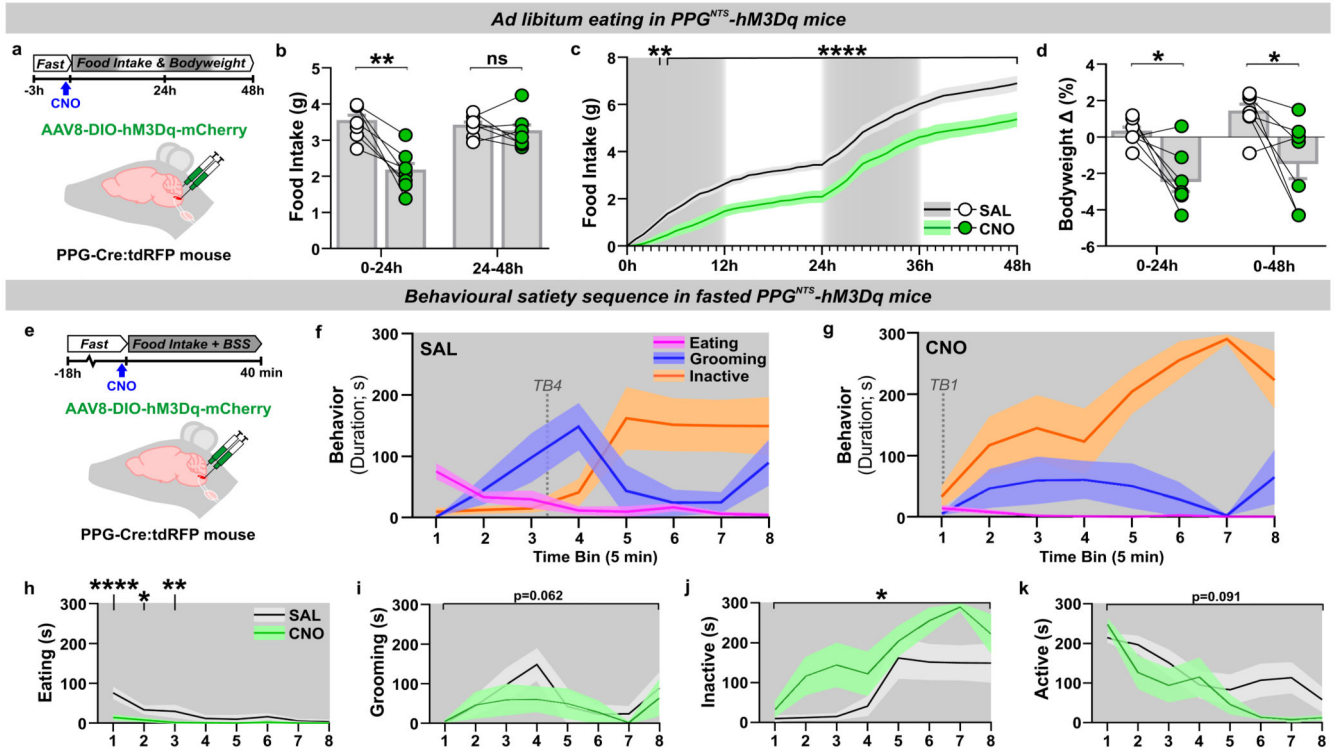 Ad libitum eating in PPG^NTS-hM3Dq mice
a
Fast
Food Intake & Bodyweight
-3h
24h
48h
CNO
AAV8-DIO-hM3Dq-mCherry
PPG-Cre:tdRFP mouse
b
**
ns
Food Intake (g)
5
4
3
2
1
0
0-24h
24-48h
c
**
****
Food Intake (g)
8
6
4
2
0
SAL
CNO
0h
12h
24h
36h
48h
d
*
*
Bodyweight Δ (%)
4
2
0
-2
-4
-6
0-24h
0-48h
Behavioural satiety sequence in fasted PPG^NTS-hM3Dq mice
e
Fast
Food Intake + BSS
-18h
40 min
CNO
AAV8-DIO-hM3Dq-mCherry
PPG-Cre:tdRFP mouse
f
SAL
Eating
Grooming
Inactive
TB4
Behavior
(Duration; s)
300
200
100
0
1 2 3 4 5 6 7 8
Time Bin (5 min)
g
CNO
TB1
Behavior
(Duration; s)
300
200
100
0
1 2 3 4 5 6 7 8
Time Bin (5 min)
h
****
*
**
Eating (s)
300
200
100
0
SAL
CNO
1 2 3 4 5 6 7 8
i
p=0.062
Grooming (s)
300
200
100
0
1 2 3 4 5 6 7 8
j
*
Inactive (s)
300
200
100
0
1 2 3 4 5 6 7 8
k
p=0.091
Active (s)
300
200
100
0
1 2 3 4 5 6 7 8